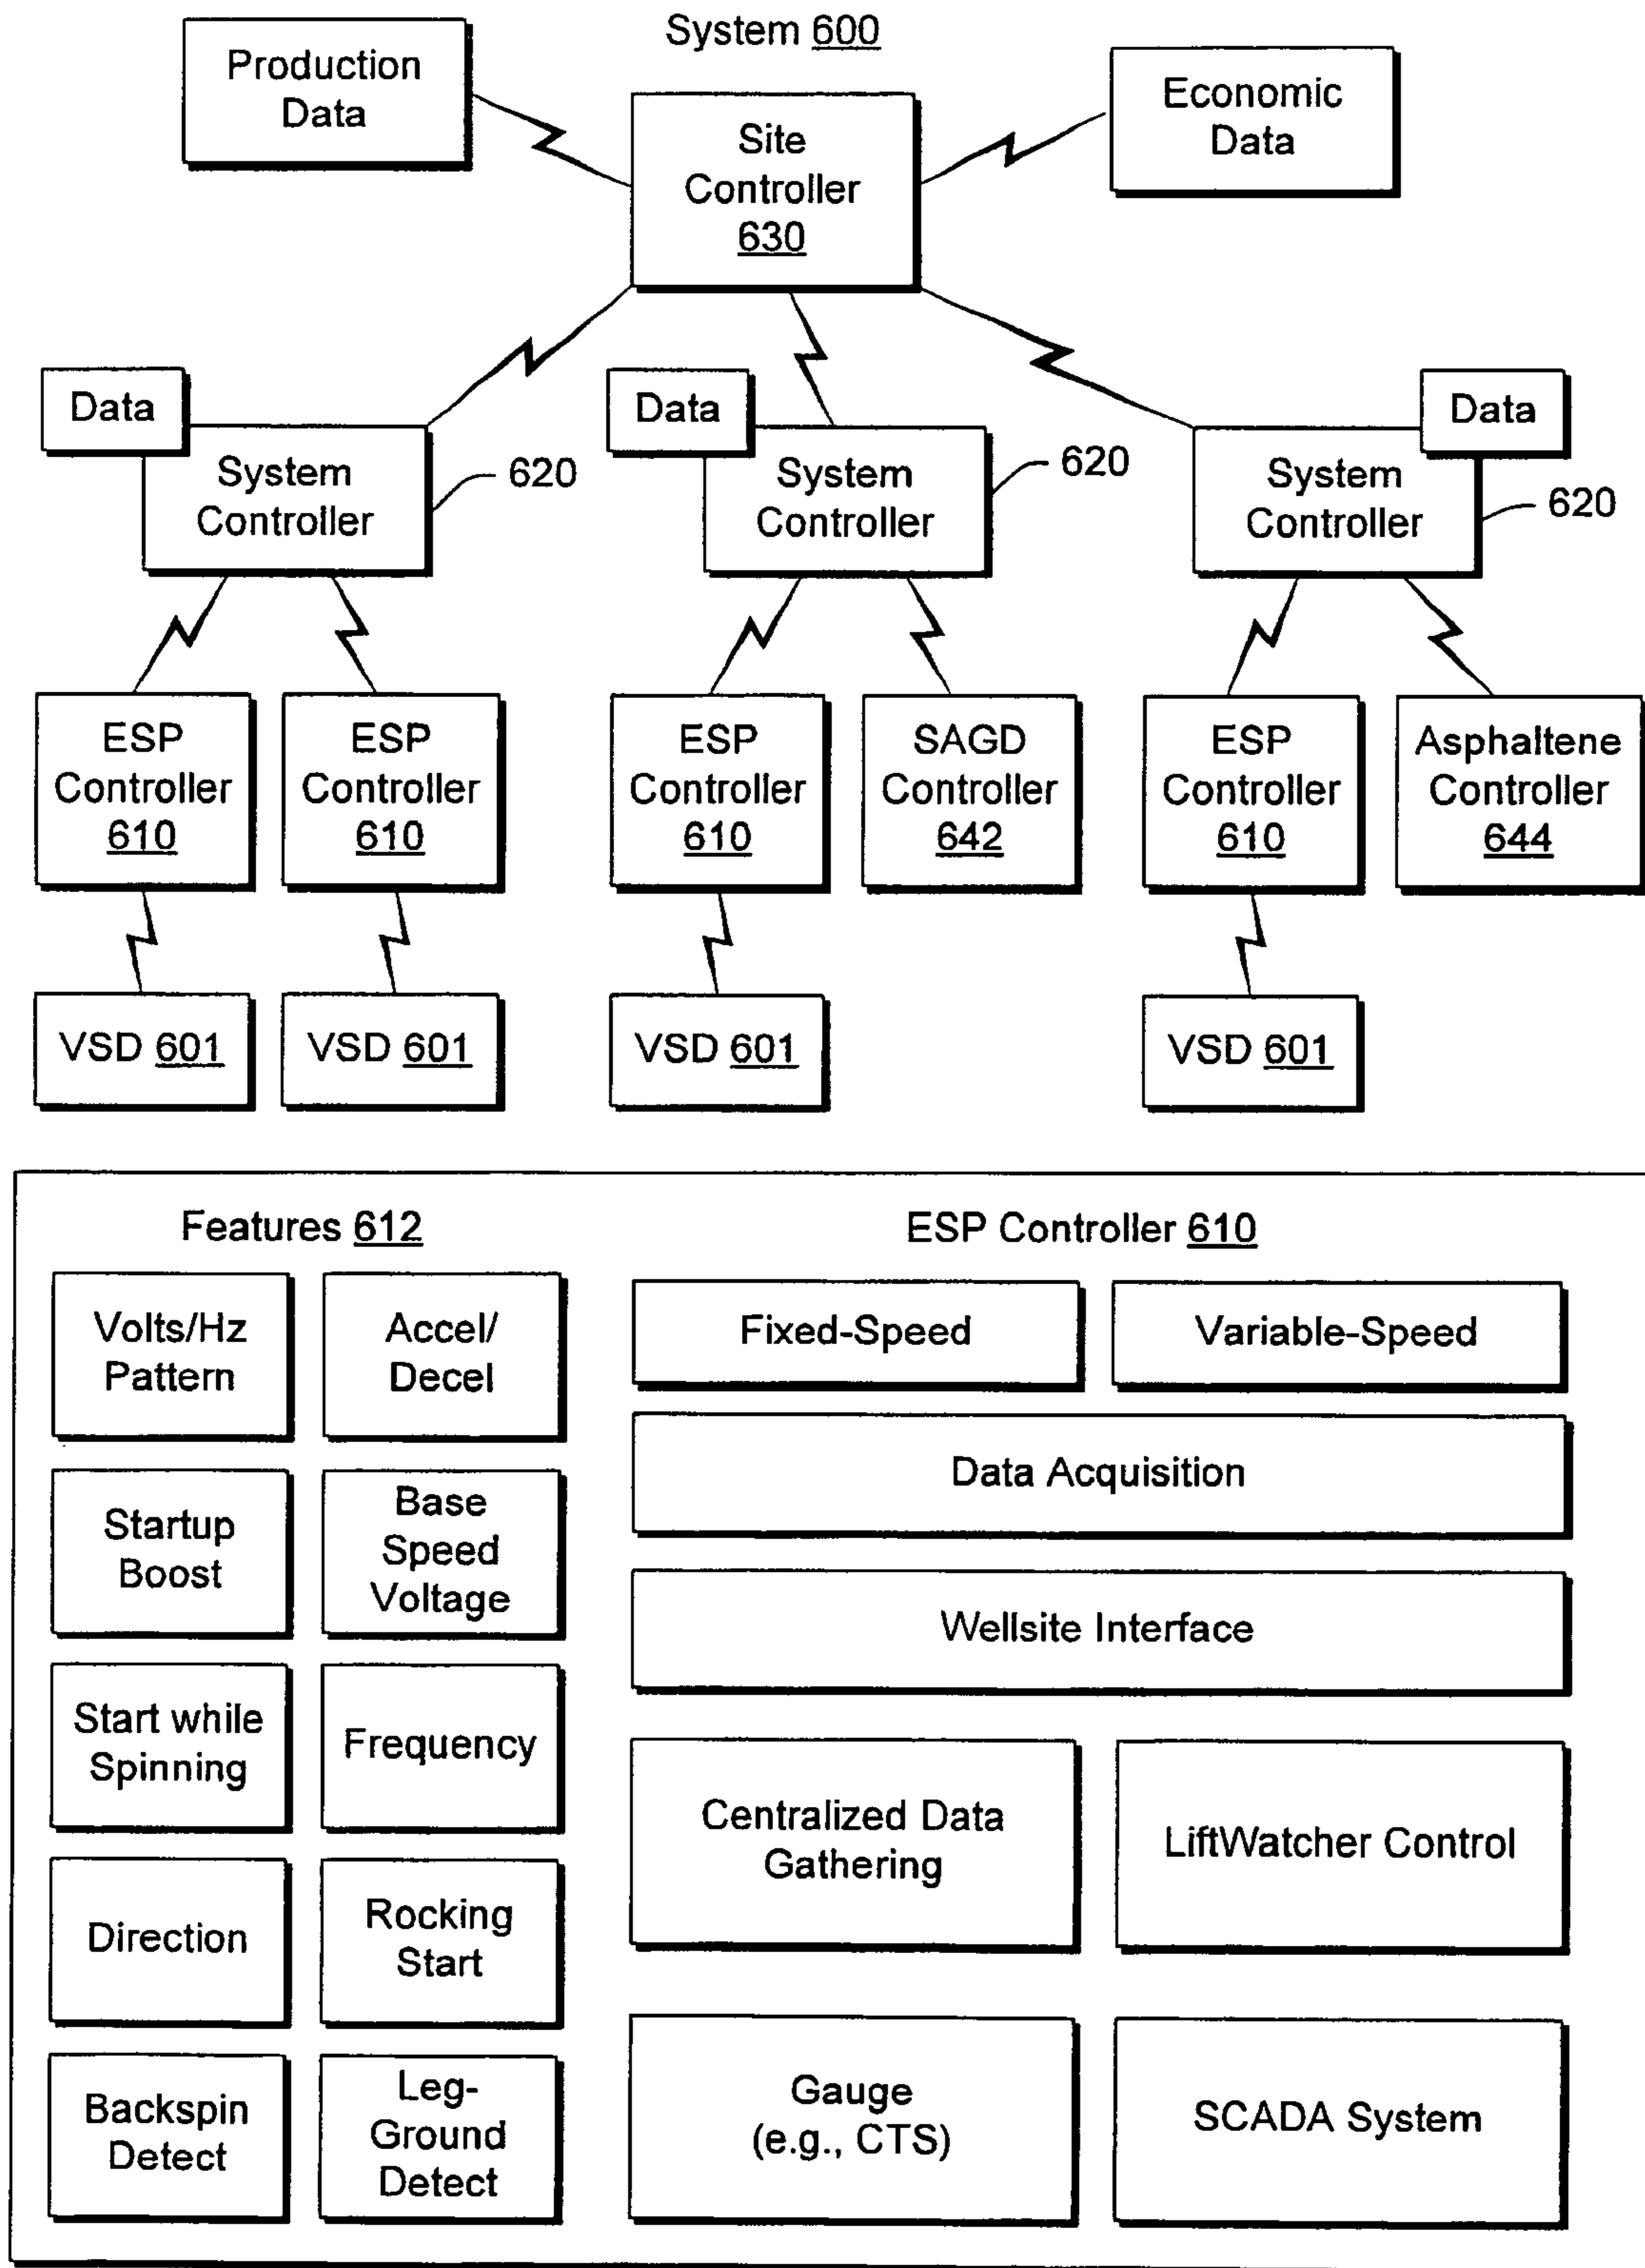 System 600
Production
Data
Economic
Data
Site
Controller
630
Data
Data
Data
System
Controller
620
System
Controller
620
System
Controller
620
ESP
Controller
610
ESP
Controller
610
ESP
Controller
610
SAGD
Controller
642
ESP
Controller
610
Asphaltene
Controller
644
VSD 601
VSD 601
VSD 601
VSD 601
Features 612
Volts/Hz
Pattern
Accel/
Decel
Startup
Boost
Base
Speed
Voltage
Start while
Spinning
Frequency
Direction
Rocking
Start
Backspin
Detect
Leg-
Ground
Detect
ESP Controller 610
Fixed-Speed
Variable-Speed
Data Acquisition
Wellsite Interface
Centralized Data
Gathering
LiftWatcher Control
Gauge
(e.g., CTS)
SCADA System